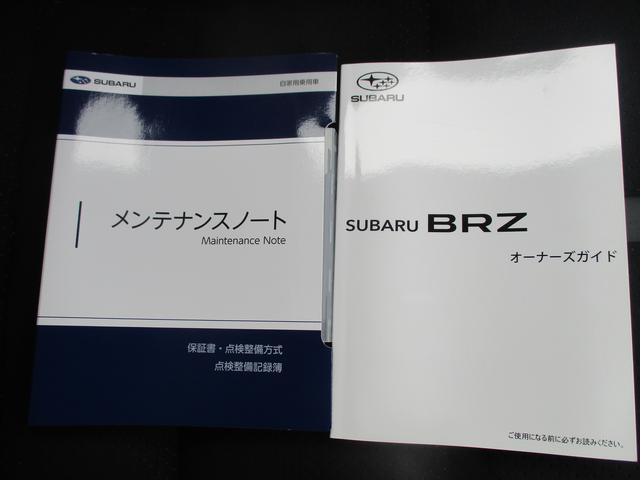 SUBARU
自家用乗用車
メンテナンスノート
Maintenance Note
保証書・点検整備方式
点検整備記録簿
SUBARU
SUBARU BRZ
オーナーズガイド
ご使用になる前に必ずお読みください。